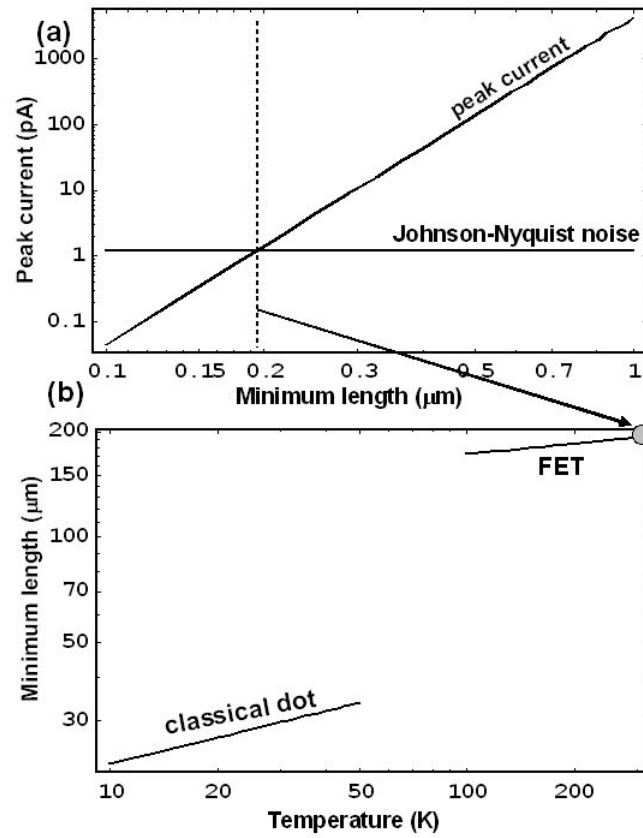 (a)
Peak current (pA)
1000
100
10
1
0.1
peak current
Johnson-Nyquist noise
0.1 0.15 0.2 0.3 0.5 0.7 1
Minimum length (μm)
(b)
Minimum length (μm)
200
150
100
70
50
30
FET
classical dot
10 20 50 100 200
Temperature (K)